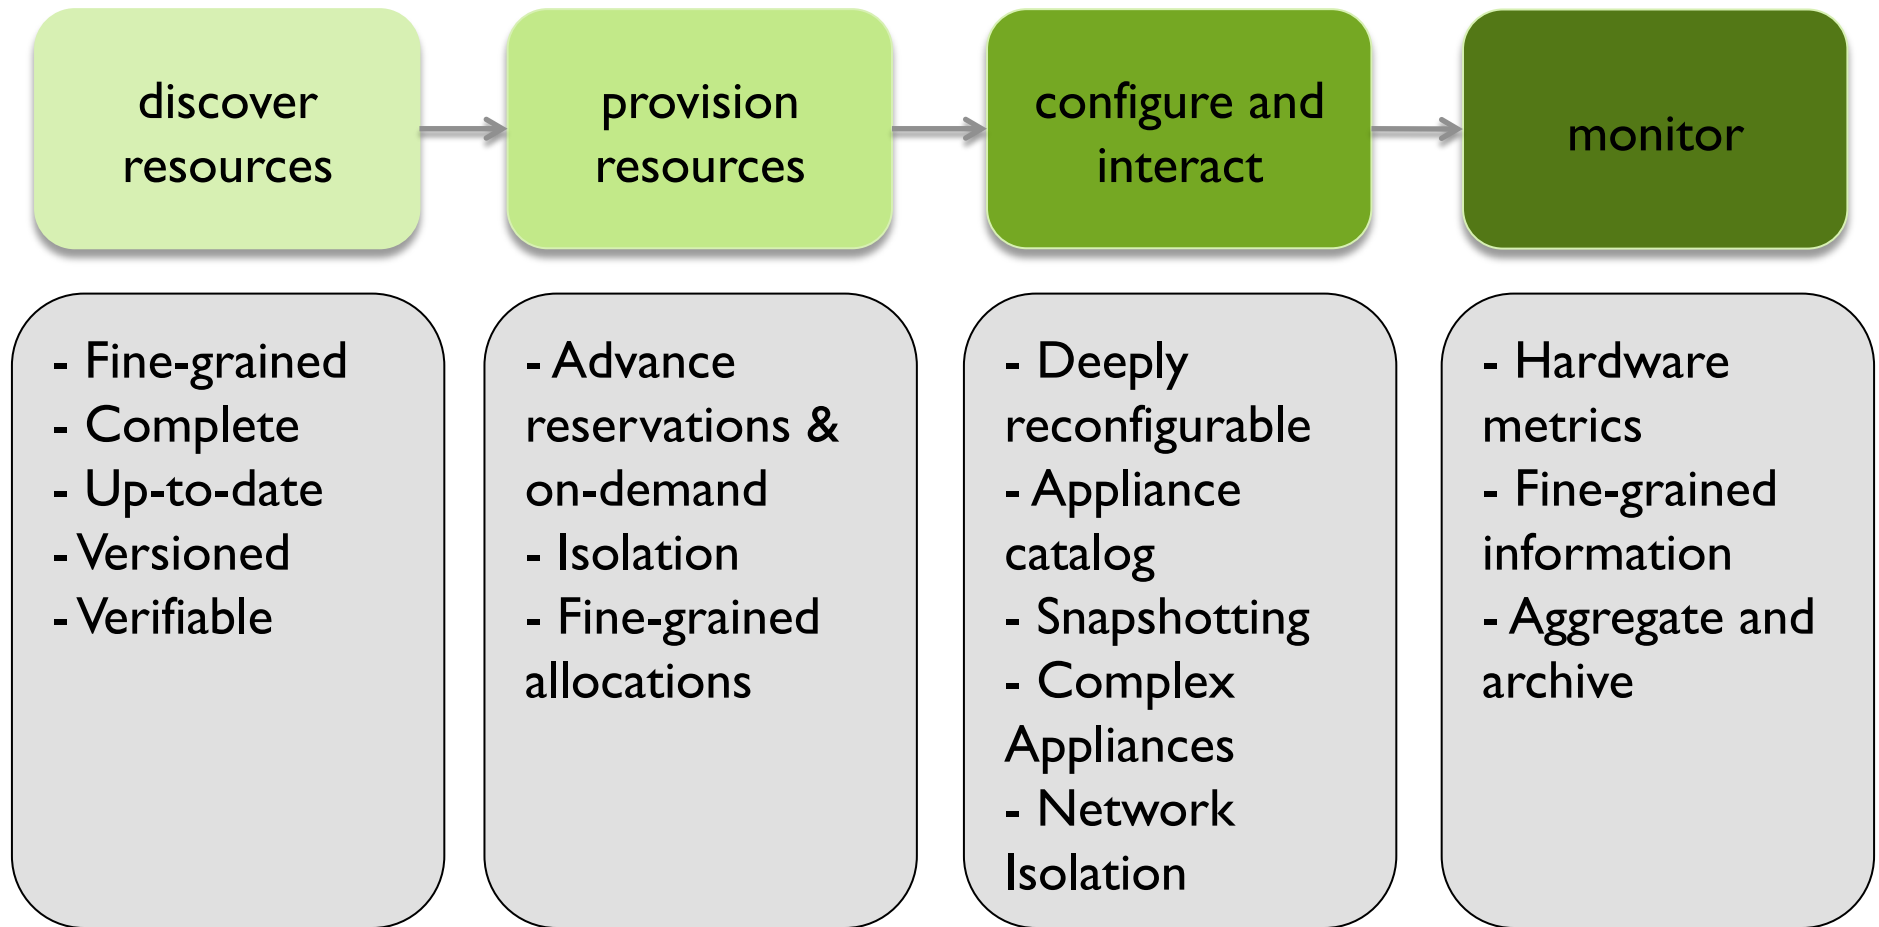 discover
resources
provision
resources
configure and
interact
monitor
- Fine-grained
- Complete
- Up-to-date
- Versioned
- Verifiable
- Advance
reservations &
on-demand
- Isolation
- Fine-grained
allocations
- Deeply
reconfigurable
- Appliance
catalog
- Snapshotting
- Complex
Appliances
- Network
Isolation
- Hardware
metrics
- Fine-grained
information
- Aggregate and
archive